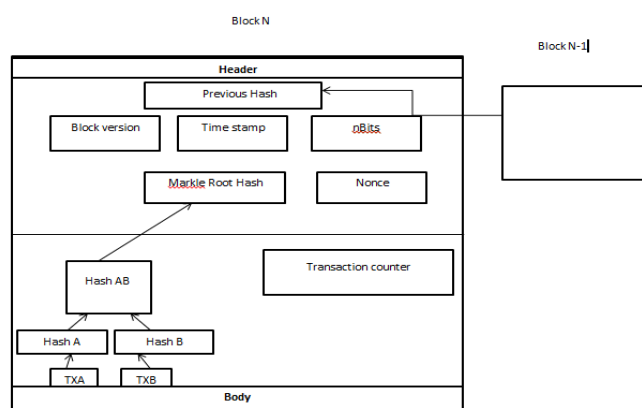 Block N
Block N-1
Header
Previous Hash
Block version
Time stamp
nBits
Markle Root Hash
Nonce
Transaction counter
Hash AB
Hash A
Hash B
TXA
TXB
Body